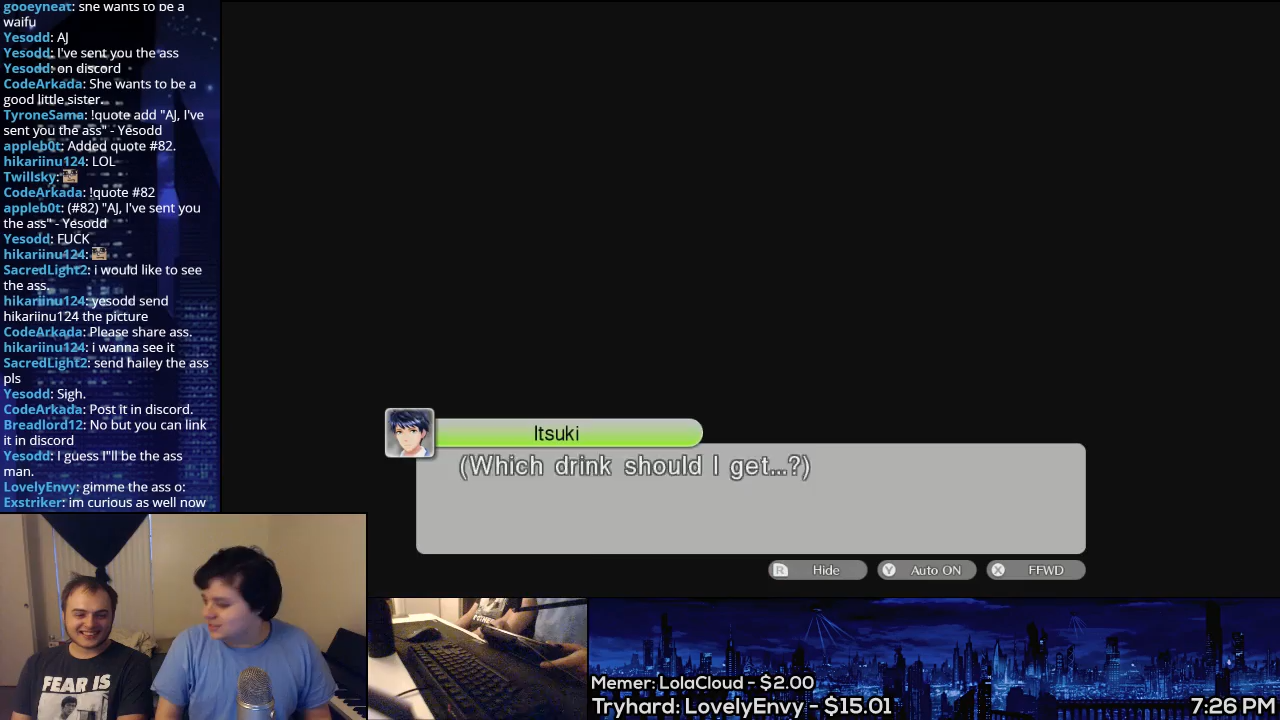 gooeyneat: she wants to be a
waifu
Yesodd: AJ
Yesodd: I've sent you the ass
Yesodd: on discord
CodeArkada: She wants to be a
good little sister.
TyroneSama: !quote add "AJ, I've
sent you the ass" - Yesodd
appleb0t: Added quote #82.
hikariinu124: LOL
Twillsky:
CodeArkada: !quote #82
appleb0t: (#82) "AJ, I've sent you
the ass" - Yesodd
Yesodd: FUCK
hikariinu124:
SacredLight2: i would like to see
the ass.
hikariinu124: yesodd send
hikariinu124 the picture
CodeArkada: Please share ass.
hikariinu124: i wanna see it
SacredLight2: send hailey the ass
pls
Yesodd: Sigh.
CodeArkada: Post it in discord.
Breadlord12: No but you can link
it in discord
Yesodd: I guess I"ll be the ass
man.
LovelyEnvy: gimme the ass o:
Exstriker: im curious as well now
Itsuki
(Which drink should I get...?)
R Hide
Y Auto ON
X FFWD
FEAR IS
Memer: LolaCloud - $2.00
Tryhard: LovelyEnvy - $15.01
7:26 PM